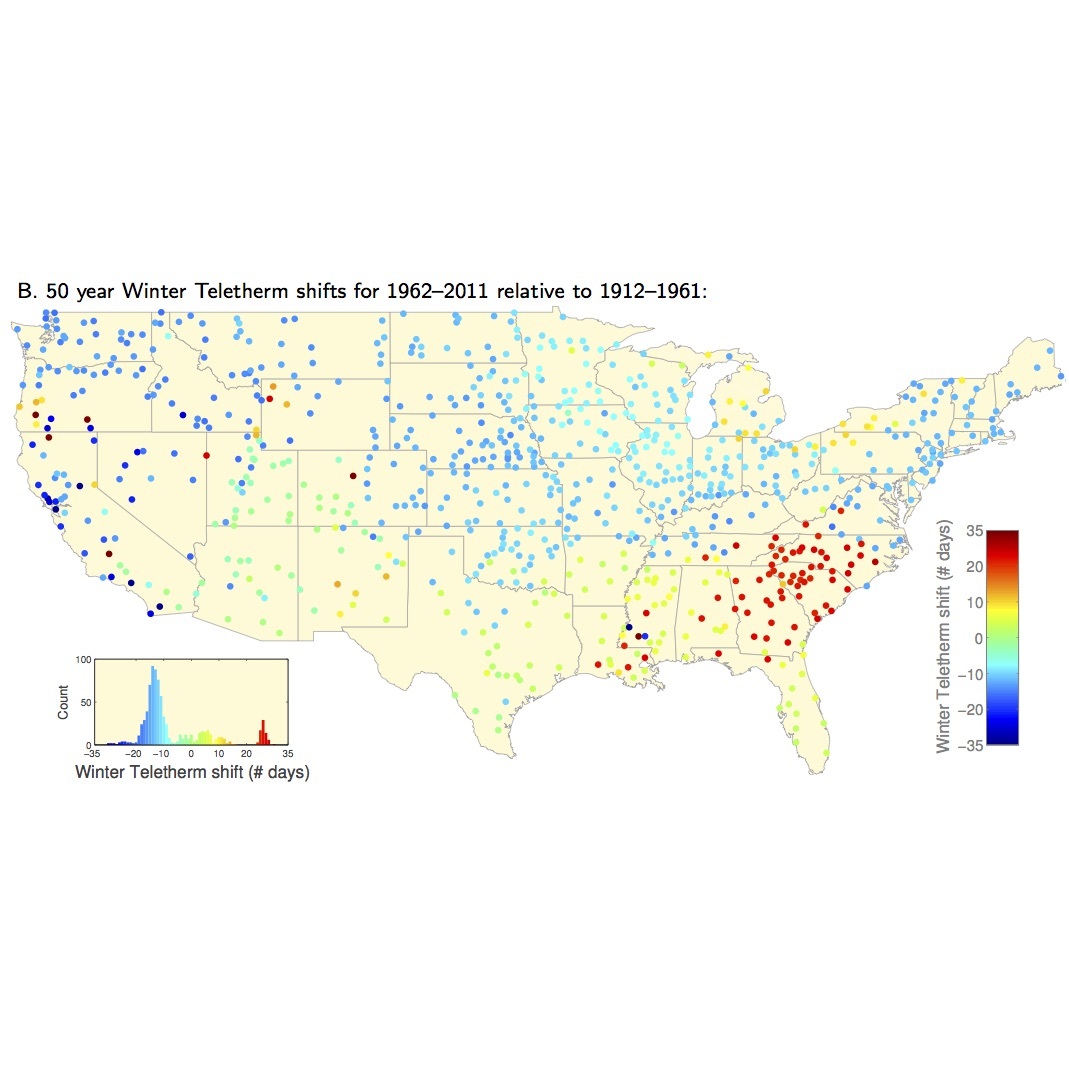 B. 50 year Winter Teletherm shifts for 1962–2011 relative to 1912–1961:
Winter Teletherm shift (# days)
35
20
10
0
−10
−20
−35
Count
100
50
0
−35 −20 −10 0 10 20 35
Winter Teletherm shift (# days)